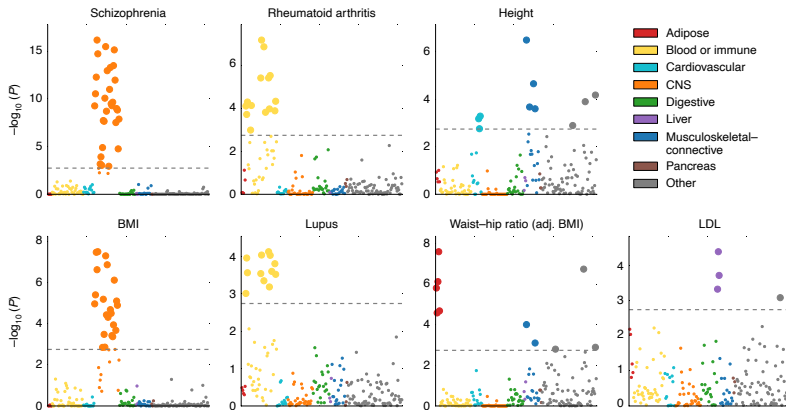 Schizophrenia
Rheumatoid arthritis
Height
–log10 (P)
15
10
5
0
6
4
2
0
6
4
2
0
Adipose
Blood or immune
Cardiovascular
CNS
Digestive
Liver
Musculoskeletal–
connective
Pancreas
Other
BMI
Lupus
Waist–hip ratio (adj. BMI)
LDL
–log10 (P)
8
6
4
2
0
4
3
2
1
0
8
6
4
2
0
4
3
2
1
0